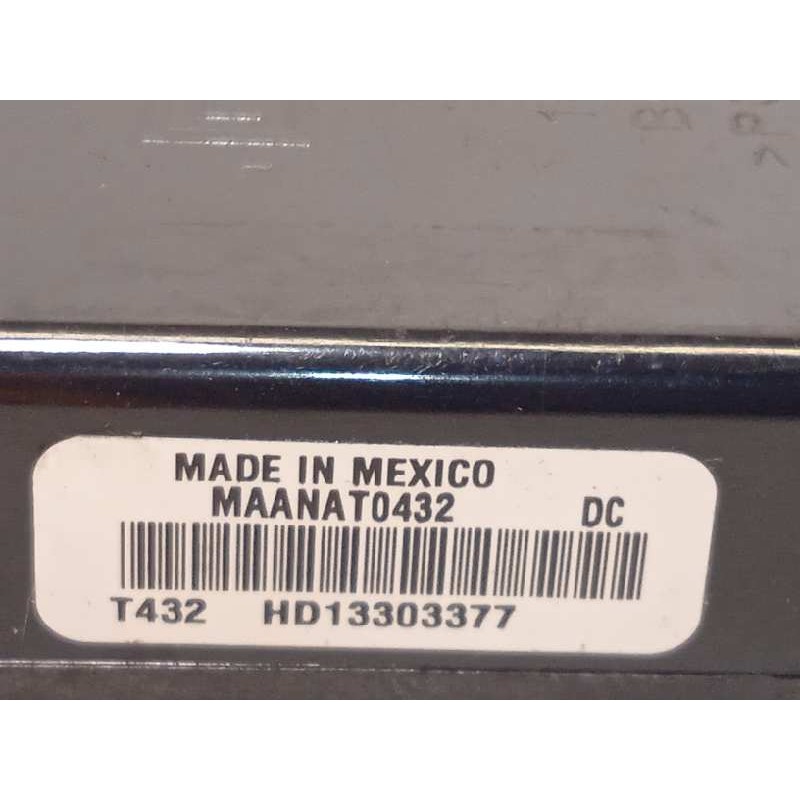 MADE IN MEXICO
MAANAT0432 DC
T432 HD13303377